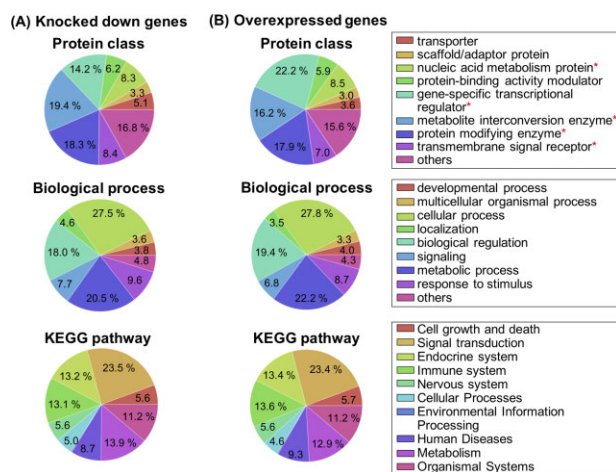 (A) Knocked down genes
(B) Overexpressed genes
Protein class
14.2 %
6.2
8.3
3.3
5.1
16.8 %
8.4
18.3 %
19.4 %
Protein class
22.2 %
5.9
8.5
3.0
3.6
15.6 %
7.0
17.9 %
16.2 %
transporter
scaffold/adaptor protein
nucleic acid metabolism protein*
protein-binding activity modulator
gene-specific transcriptional
regulator*
metabolite interconversion enzyme*
protein modifying enzyme*
transmembrane signal receptor*
others
Biological process
4.6
27.5 %
3.6
3.8
4.8
9.6
20.5 %
7.7
18.0 %
Biological process
3.5
27.8 %
3.3
4.0
4.3
8.7
22.2 %
6.8
19.4 %
developmental process
multicellular organismal process
cellular process
localization
biological regulation
signaling
metabolic process
response to stimulus
others
KEGG pathway
13.2 %
23.5 %
5.6
11.2 %
13.9 %
8.7
5.0
5.6
13.1 %
KEGG pathway
13.4 %
23.4 %
5.7
11.2 %
12.9 %
9.3
4.6
5.6
13.6 %
Cell growth and death
Signal transduction
Endocrine system
Immune system
Nervous system
Cellular Processes
Environmental Information
Processing
Human Diseases
Metabolism
Organismal Systems